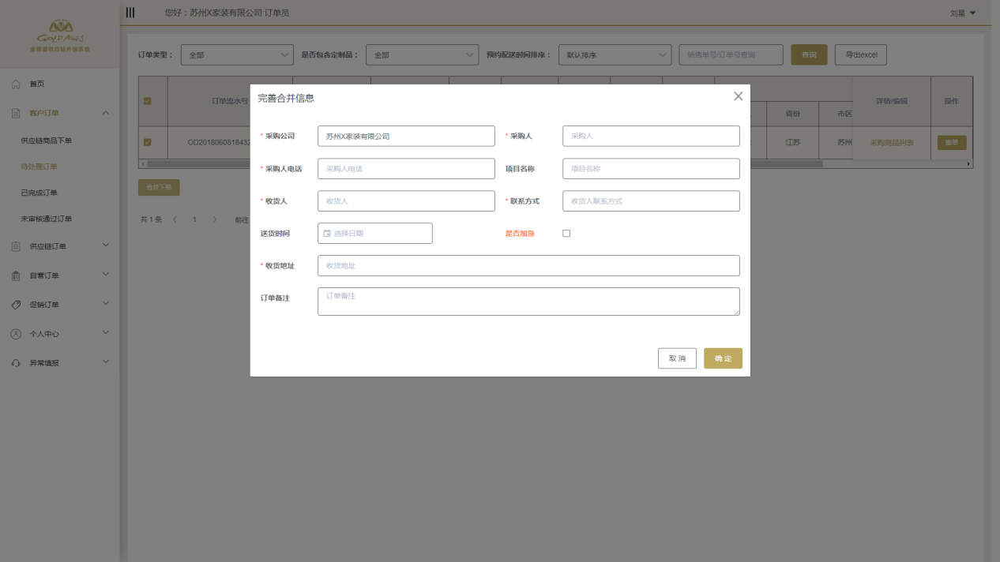 您好：苏州X家装有限公司 订单员
刘星
首页
客户订单
供应链商品下单
待处理订单
已完成订单
未审核通过订单
供应链订单
自营订单
促销订单
个人中心
异常填报
订单类型： 全部 是否包含定制品： 全部 预约配送时间排序： 默认排序 销售单号/订单号查询 查询 导出excel
订单流水号 详情/编辑 操作
省份 市区
OD2018060818432 江苏 苏州 采购商品列表 撤单
合并下单
共 1 条 1 前往
完善合并信息
* 采购公司 苏州X家装有限公司 * 采购人 采购人
* 采购人电话 采购人电话 项目名称 项目名称
* 收货人 收货人 * 联系方式 收货人联系方式
送货时间 选择日期 是否加急
* 收货地址 收货地址
订单备注 订单备注
取 消 确 定